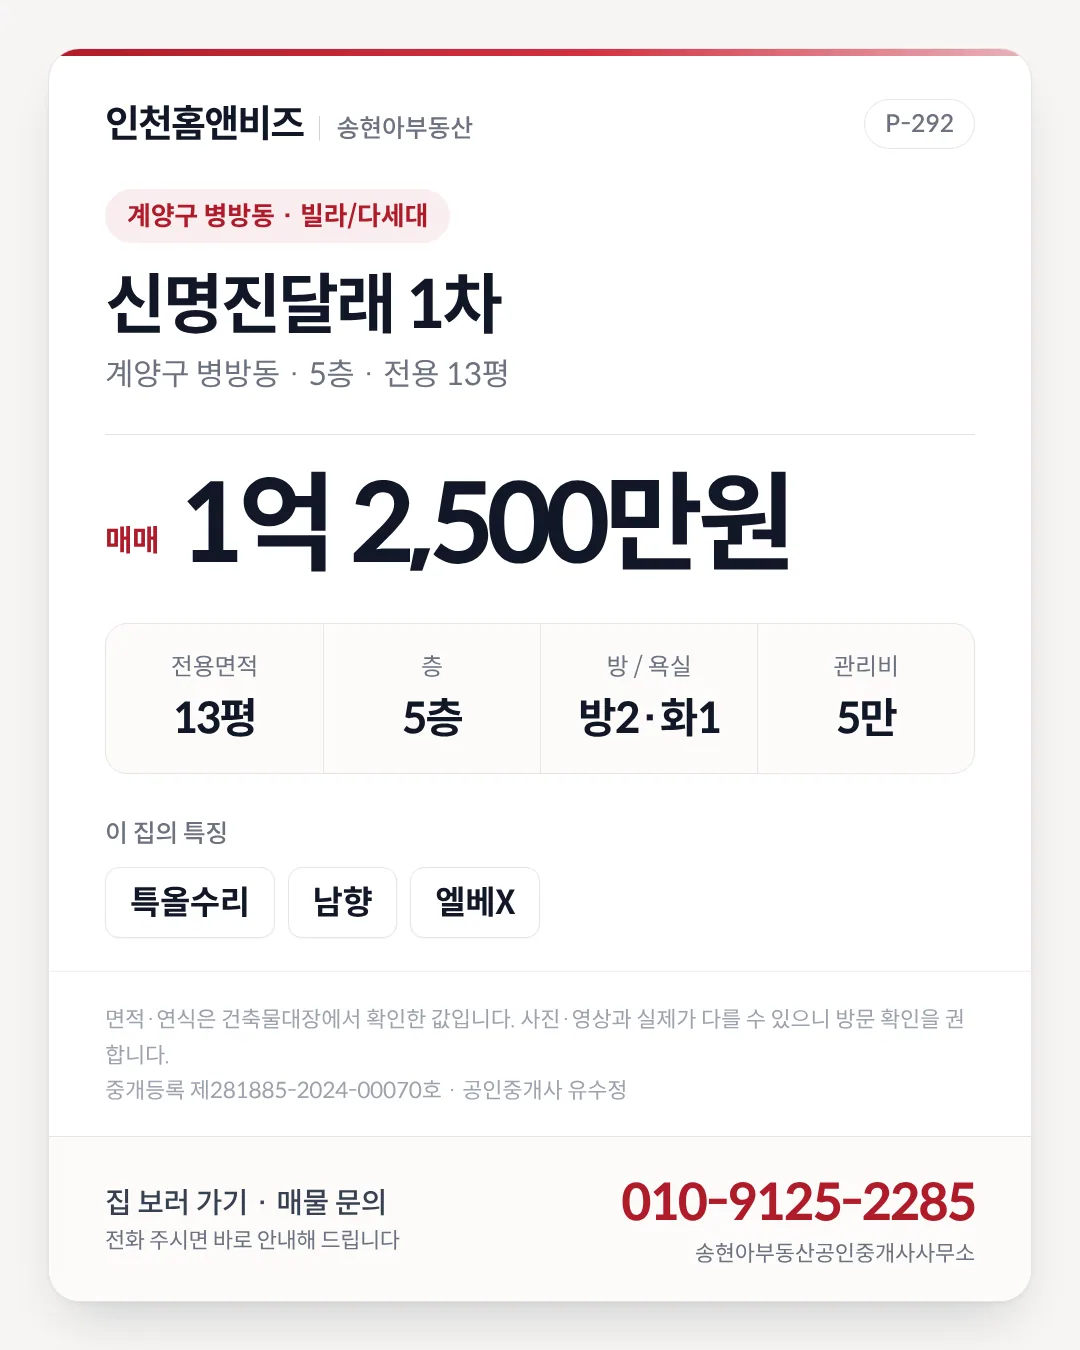 인천홈앤비즈 | 송현아부동산
P-292
계양구 병방동 · 빌라/다세대
신명진달래 1차
계양구 병방동 · 5층 · 전용 13평
매매 1억 2,500만원
전용면적
13평
층
5층
방 / 욕실
방2·화1
관리비
5만
이 집의 특징
특올수리
남향
엘베X
면적·연식은 건축물대장에서 확인한 값입니다. 사진·영상과 실제가 다를 수 있으니 방문 확인을 권
합니다.
중개등록 제281885-2024-00070호 · 공인중개사 유수정
집 보러 가기 · 매물 문의
전화 주시면 바로 안내해 드립니다
010-9125-2285
송현아부동산공인중개사사무소